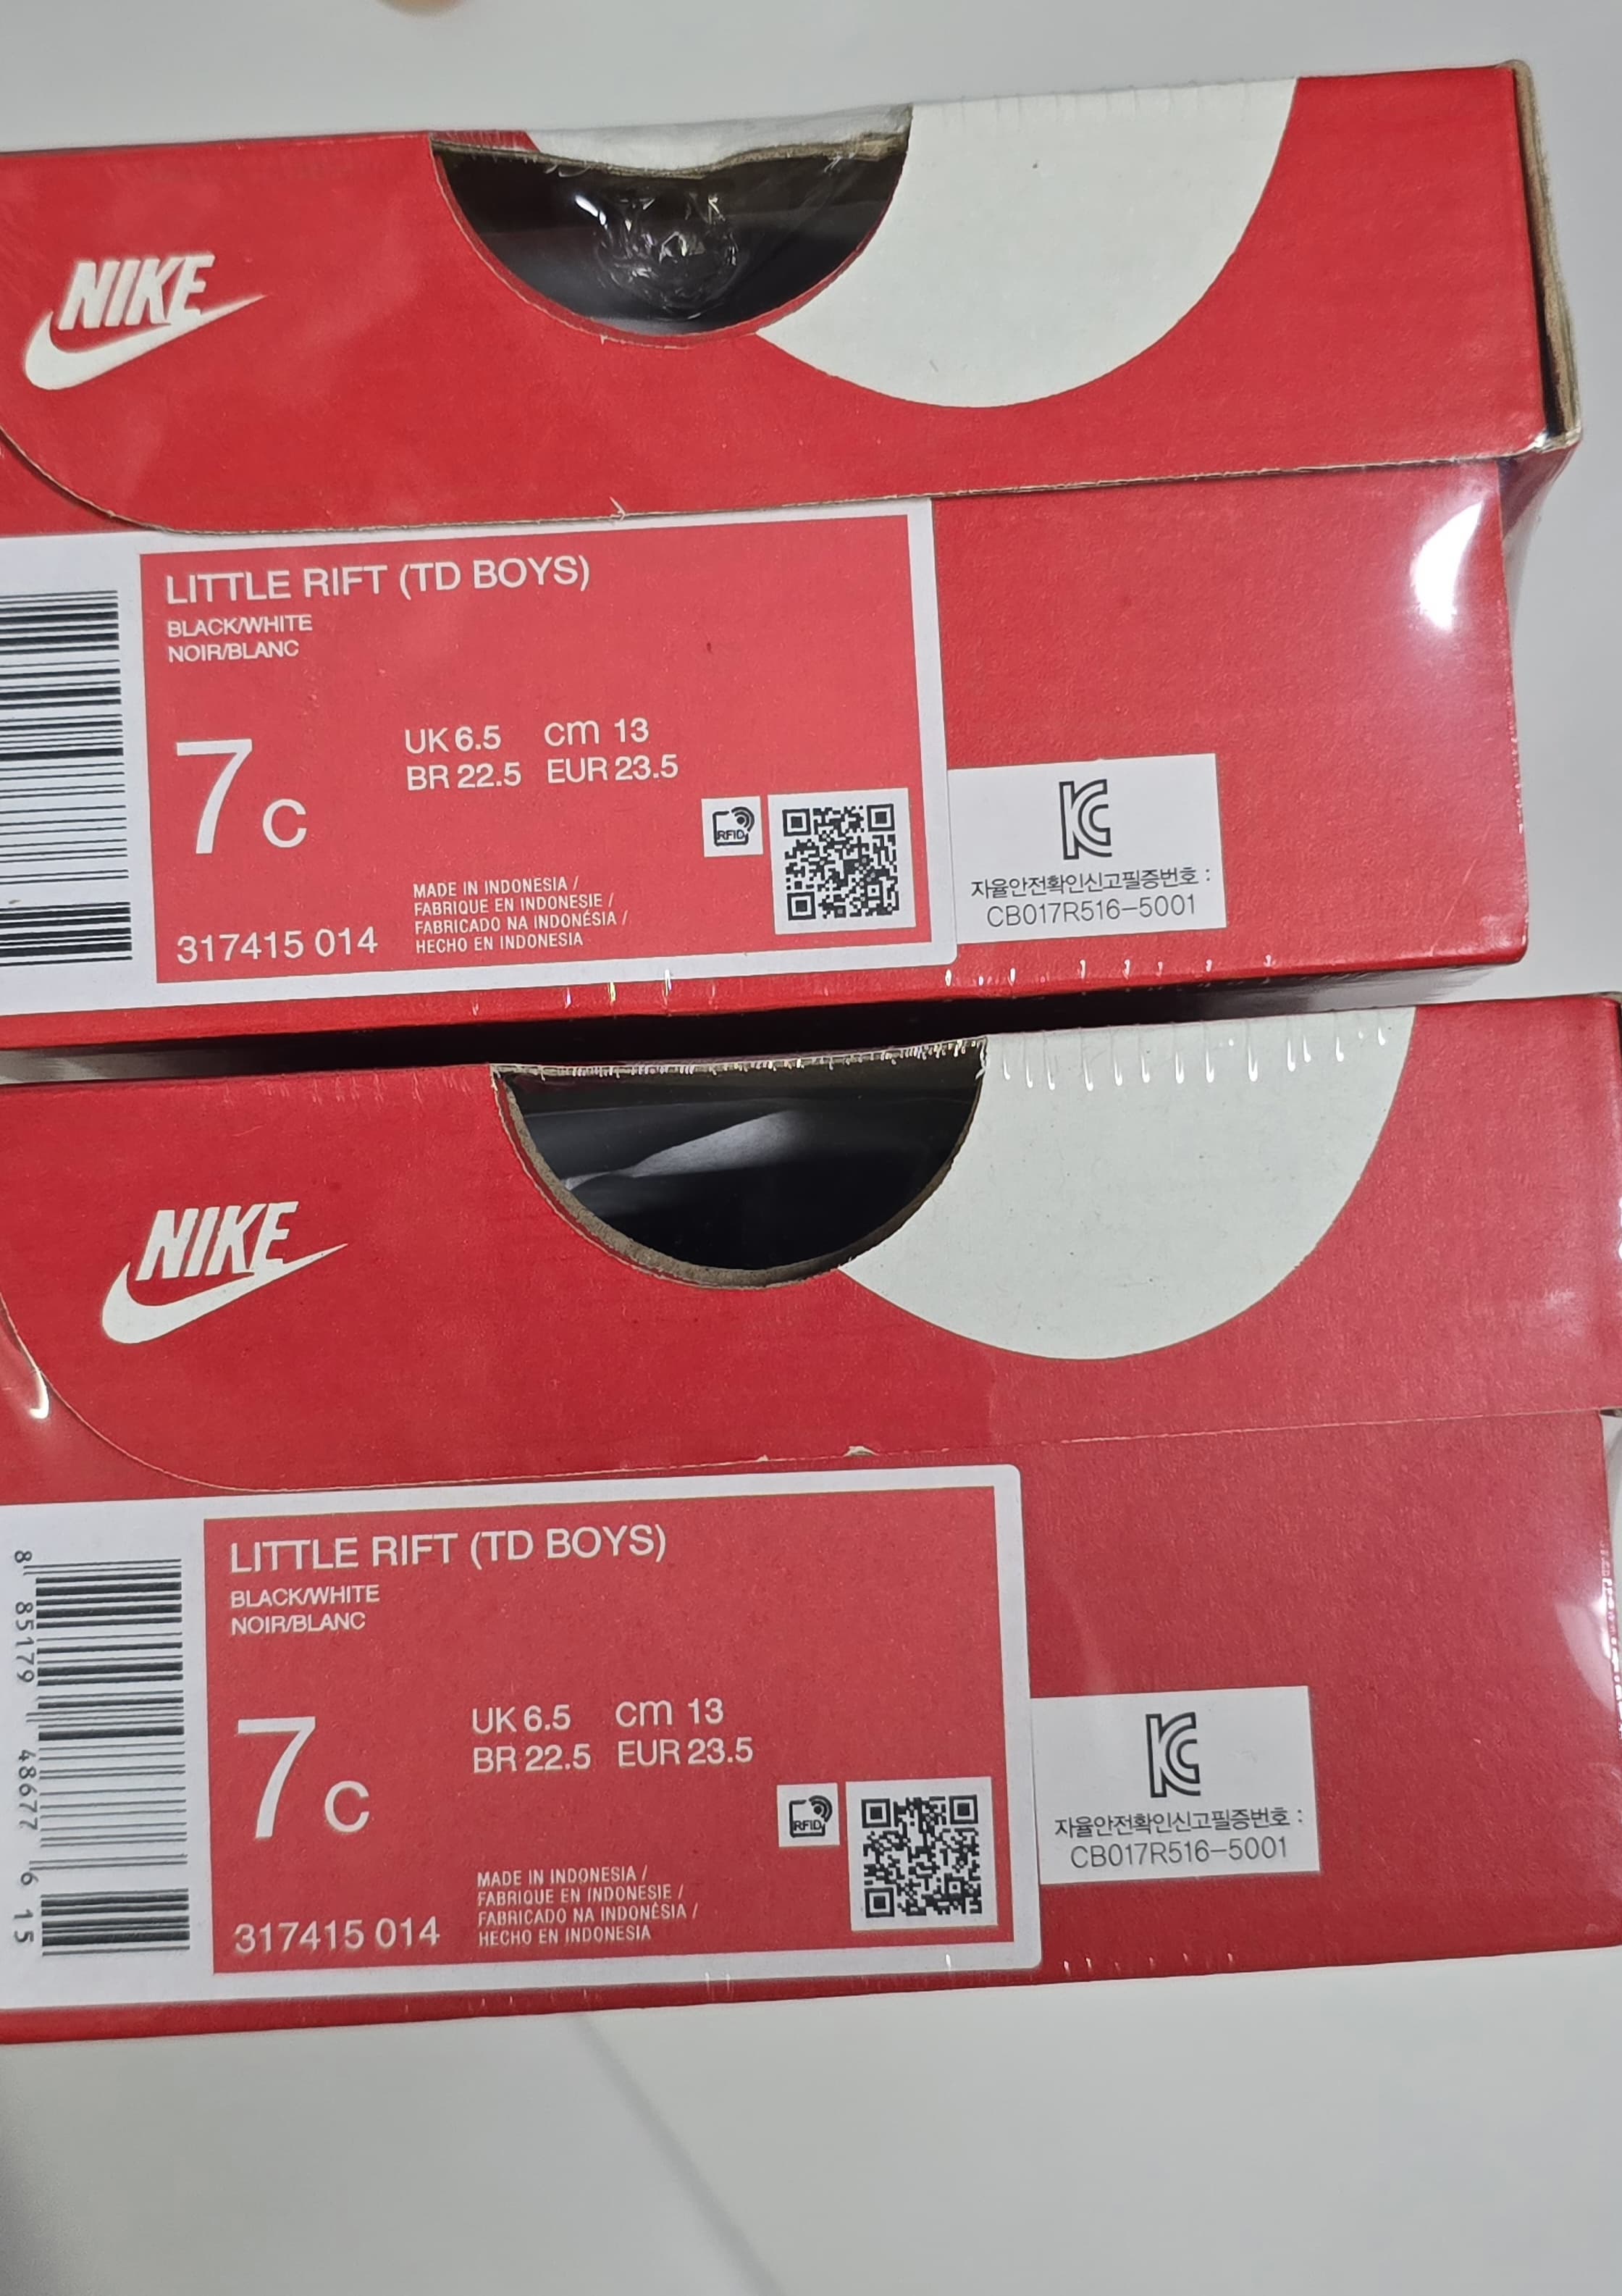 NIKE
LITTLE RIFT (TD BOYS)
BLACK/WHITE
NOIR/BLANC
7c
UK 6.5 cm 13
BR 22.5 EUR 23.5
RFID
MADE IN INDONESIA /
FABRIQUE EN INDONESIE /
FABRICADO NA INDONÉSIA /
HECHO EN INDONESIA
317415 014
KC
자율안전확인신고필증번호 :
CB017R516-5001
NIKE
8 85179 48677 6 15
LITTLE RIFT (TD BOYS)
BLACK/WHITE
NOIR/BLANC
7c
UK 6.5 cm 13
BR 22.5 EUR 23.5
RFID
MADE IN INDONESIA /
FABRIQUE EN INDONESIE /
FABRICADO NA INDONÉSIA /
HECHO EN INDONESIA
317415 014
KC
자율안전확인신고필증번호 :
CB017R516-5001